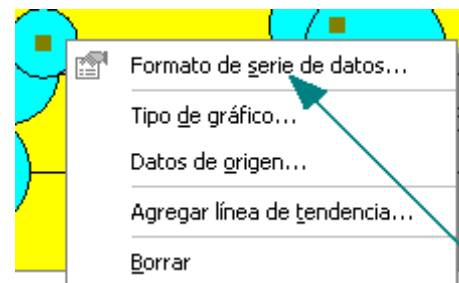 Formato de serie de datos...
Tipo de gráfico...
Datos de origen...
Agregar línea de tendencia...
Borrar